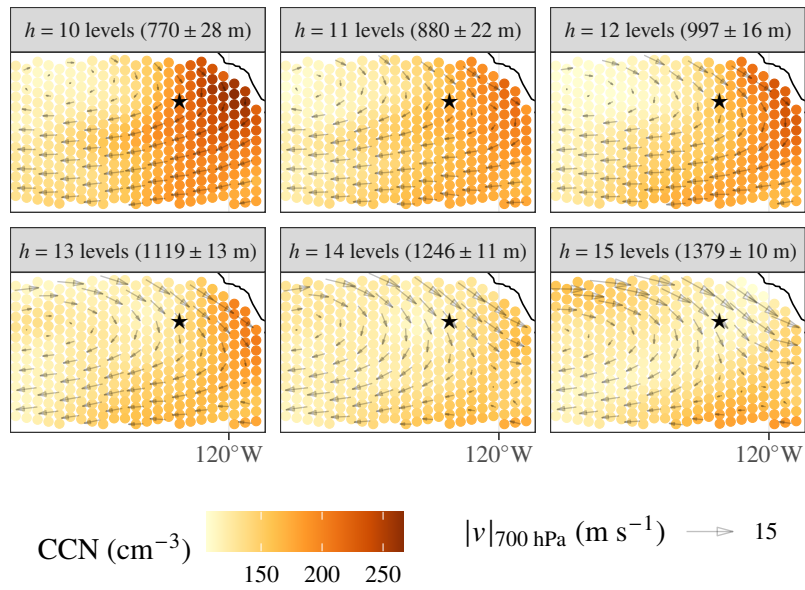 h = 10 levels (770 ± 28 m)
h = 11 levels (880 ± 22 m)
h = 12 levels (997 ± 16 m)
h = 13 levels (1119 ± 13 m)
h = 14 levels (1246 ± 11 m)
h = 15 levels (1379 ± 10 m)
120°W
120°W
120°W
CCN (cm⁻³)
150 200 250
|v|₇₀₀ ₕₚₐ (m s⁻¹)
15